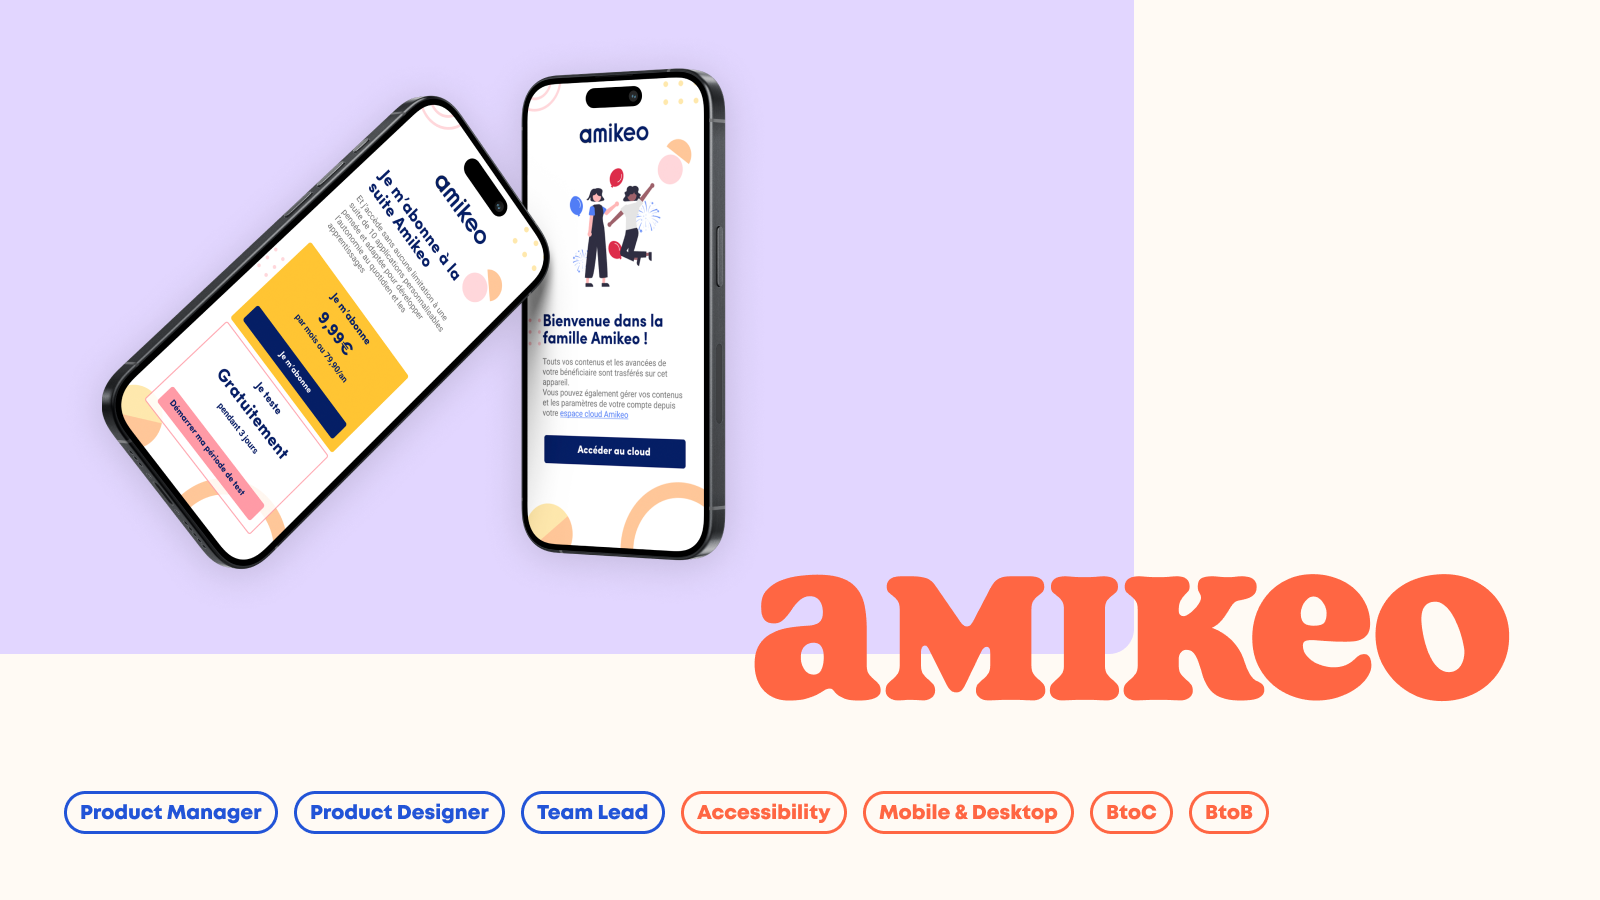 amikeo
Je m'abonne à la
suite Amikeo
Et j'accède sans aucune limitation à une
suite de 10 applications personnalisables
pensée et adaptée pour développer
l'autonomie au quotidien et les
apprentissages
Je m'abonne
9,99€
par mois ou 79,90/an
Je m'abonne
Je teste
Gratuitement
pendant 3 jours
Démarrer ma période de test
amikeo
Bienvenue dans la
famille Amikeo !
Touts vos contenus et les avancées de
votre bénéficiaire sont trasférés sur cet
appareil.
Vous pouvez également gérer vos contenus
et les paramètres de votre compte depuis
votre espace cloud Amikeo
Accéder au cloud
amikeo
Product Manager
Product Designer
Team Lead
Accessibility
Mobile & Desktop
BtoC
BtoB